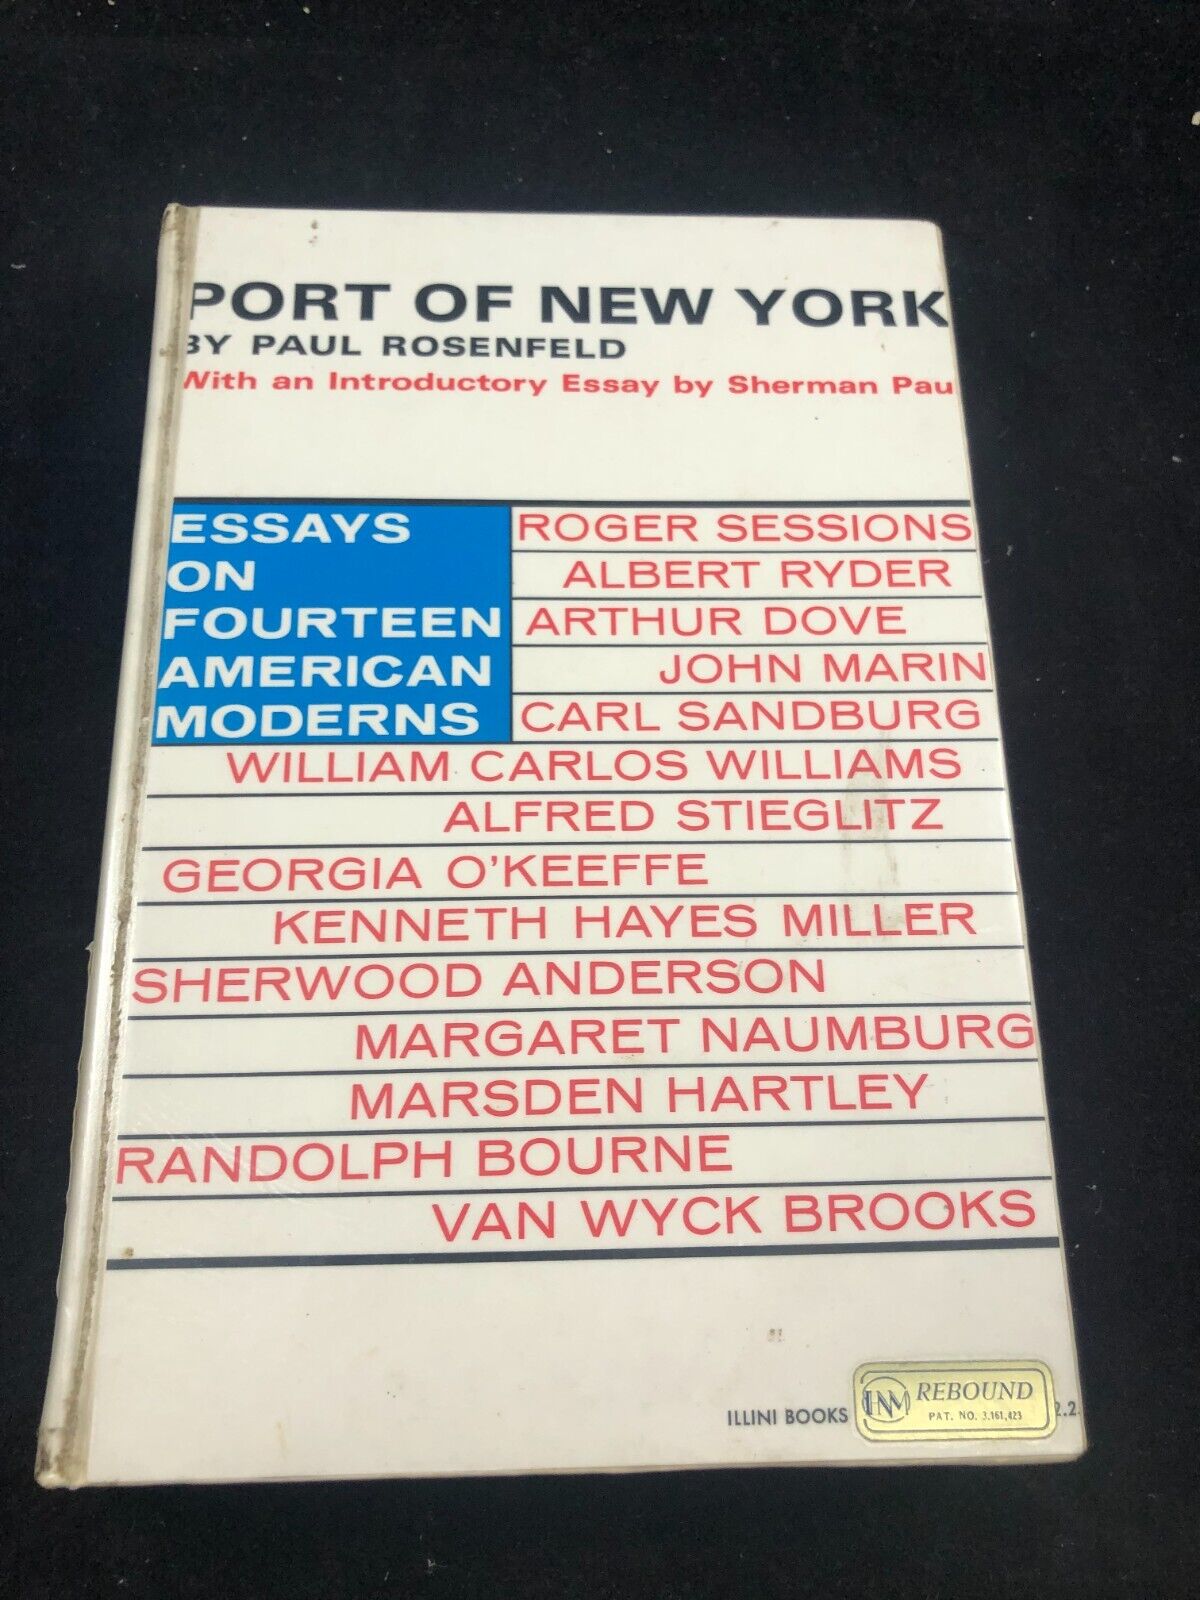 PORT OF NEW YORK
BY PAUL ROSENFELD
With an Introductory Essay by Sherman Pau
ESSAYS
ON
FOURTEEN
AMERICAN
MODERNS
ROGER SESSIONS
ALBERT RYDER
ARTHUR DOVE
JOHN MARIN
CARL SANDBURG
WILLIAM CARLOS WILLIAMS
ALFRED STIEGLITZ
GEORGIA O'KEEFFE
KENNETH HAYES MILLER
SHERWOOD ANDERSON
MARGARET NAUMBURG
MARSDEN HARTLEY
RANDOLPH BOURNE
VAN WYCK BROOKS
ILLINI BOOKS
REBOUND
PAT. NO. 3,161,423
2.2